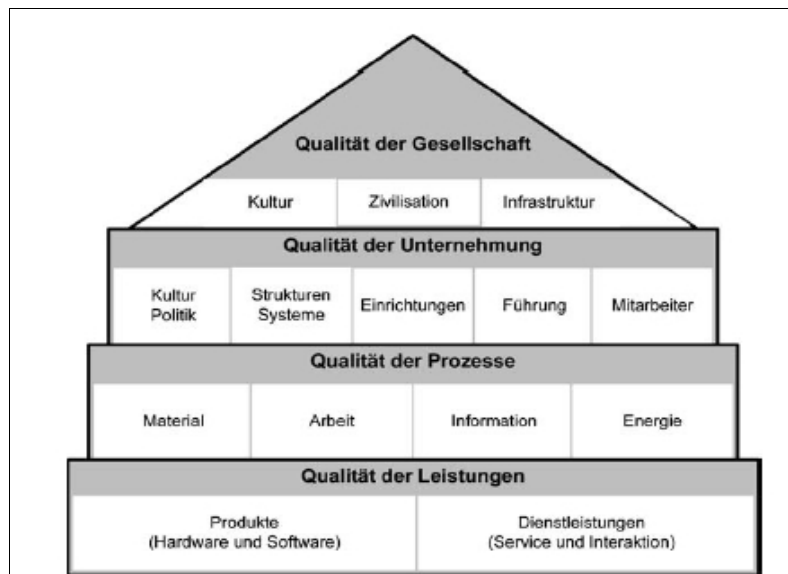 Qualität der Gesellschaft
Kultur
Zivilisation
Infrastruktur
Qualität der Unternehmung
Kultur
Politik
Strukturen
Systeme
Einrichtungen
Führung
Mitarbeiter
Qualität der Prozesse
Material
Arbeit
Information
Energie
Qualität der Leistungen
Produkte
(Hardware und Software)
Dienstleistungen
(Service und Interaktion)